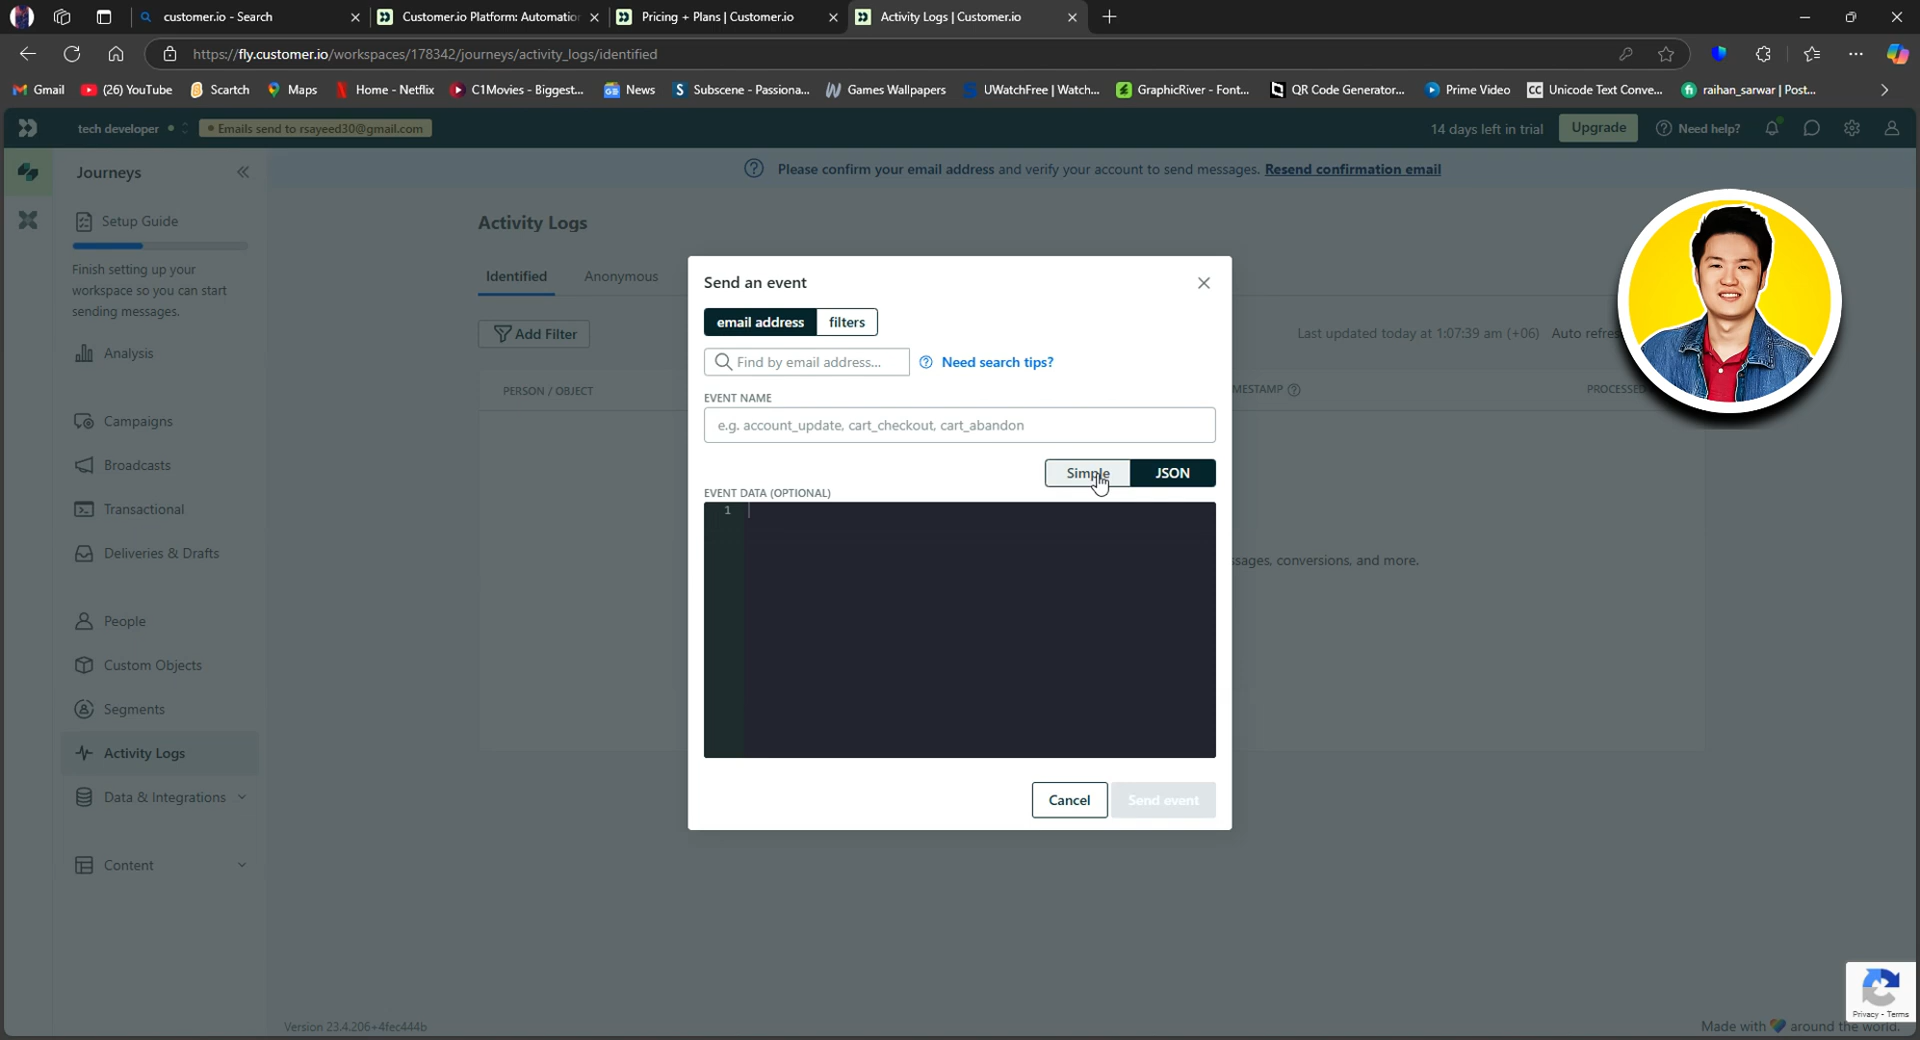 customer.io - Search
Customer.io Platform: Automation
Pricing + Plans | Customer.io
Activity Logs | Customer.io
https://fly.customer.io/workspaces/178342/journeys/activity_logs/identified
Gmail
(26) YouTube
Scartch
Maps
Home - Netflix
C1Movies - Biggest...
News
Subscene - Passiona...
Games Wallpapers
UWatchFree | Watch...
GraphicRiver - Font...
QR Code Generator...
Prime Video
Unicode Text Conve...
raihan_sarwar | Post...
tech developer
Emails send to rsayeed30@gmail.com
14 days left in trial
Upgrade
Need help?
Journeys
Please confirm your email address and verify your account to send messages. Resend confirmation email
Setup Guide
Finish setting up your
workspace so you can start
sending messages.
Analysis
Campaigns
Broadcasts
Transactional
Deliveries & Drafts
People
Custom Objects
Segments
Activity Logs
Data & Integrations
Content
Activity Logs
Identified
Anonymous
Add Filter
Last updated today at 1:07:39 am (+06)
Auto refres
PERSON / OBJECT
MESTAMP
PROCESSED
Send an event
email address
filters
Find by email address...
Need search tips?
EVENT NAME
e.g. account_update, cart_checkout, cart_abandon
Simple
JSON
EVENT DATA (OPTIONAL)
1
sages, conversions, and more.
Cancel
Send event
Version 23.4.206+4fec444b
Made with 💙 around the world.
Privacy - Terms